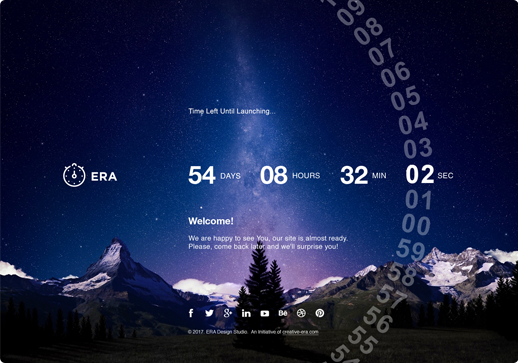 09
08
07
06
05
04
03
Time Left Until Launching...
ERA
54 DAYS 08 HOURS 32 MIN 02 SEC
01
00
59
58
57
56
55
Welcome!
We are happy to see You, our site is almost ready.
Please, come back later and we'll surprise you!
© 2017. ERA Design Studio. An Initiative of creative-era.com